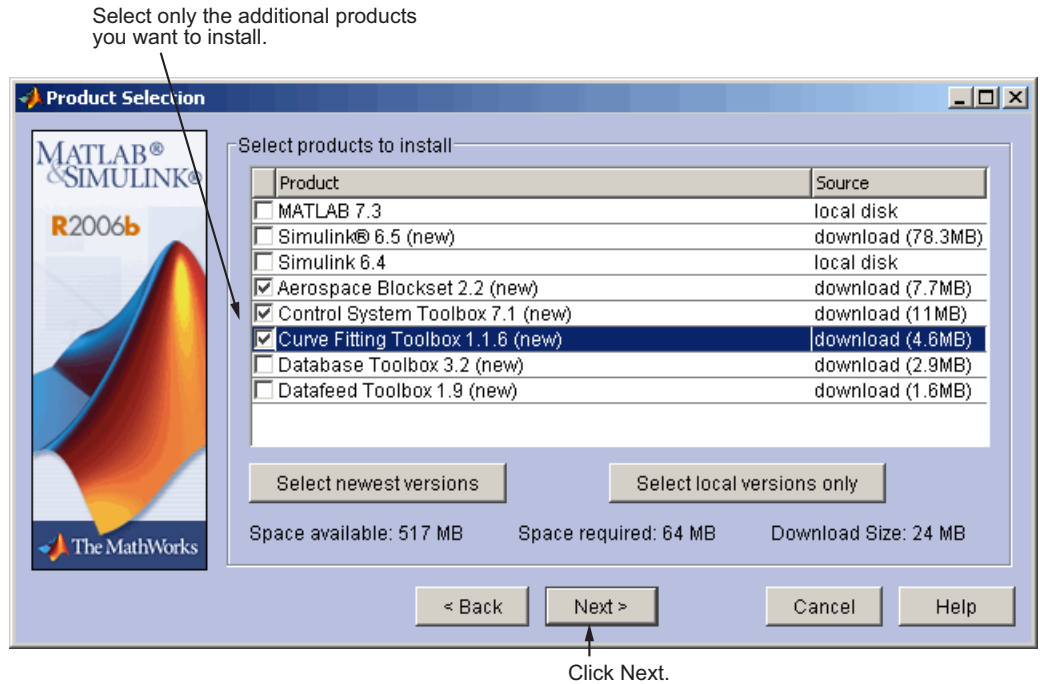 Select only the additional products
you want to install.
Product Selection
MATLAB®
&SIMULINK®
R2006b
The MathWorks
Select products to install
Product Source
MATLAB 7.3 local disk
Simulink® 6.5 (new) download (78.3MB)
Simulink 6.4 local disk
Aerospace Blockset 2.2 (new) download (7.7MB)
Control System Toolbox 7.1 (new) download (11MB)
Curve Fitting Toolbox 1.1.6 (new) download (4.6MB)
Database Toolbox 3.2 (new) download (2.9MB)
Datafeed Toolbox 1.9 (new) download (1.6MB)
Select newest versions Select local versions only
Space available: 517 MB Space required: 64 MB Download Size: 24 MB
< Back Next > Cancel Help
Click Next.